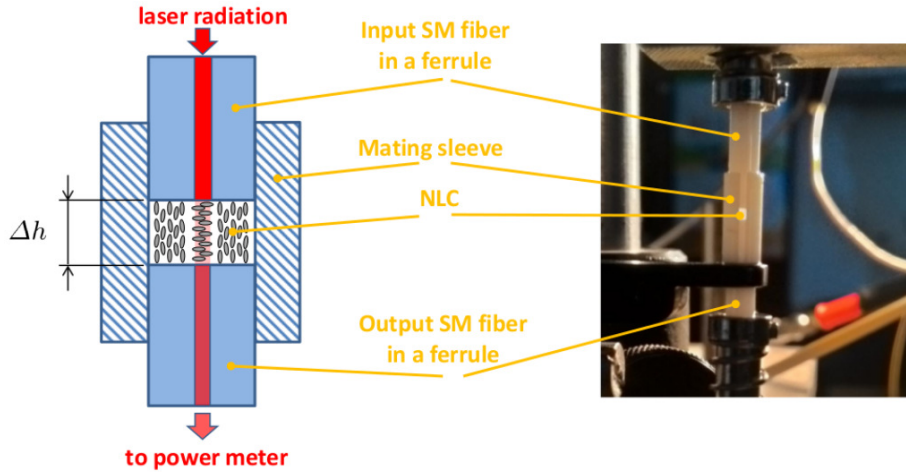 laser radiation
Input SM fiber
in a ferrule
Mating sleeve
NLC
Δh
Output SM fiber
in a ferrule
to power meter